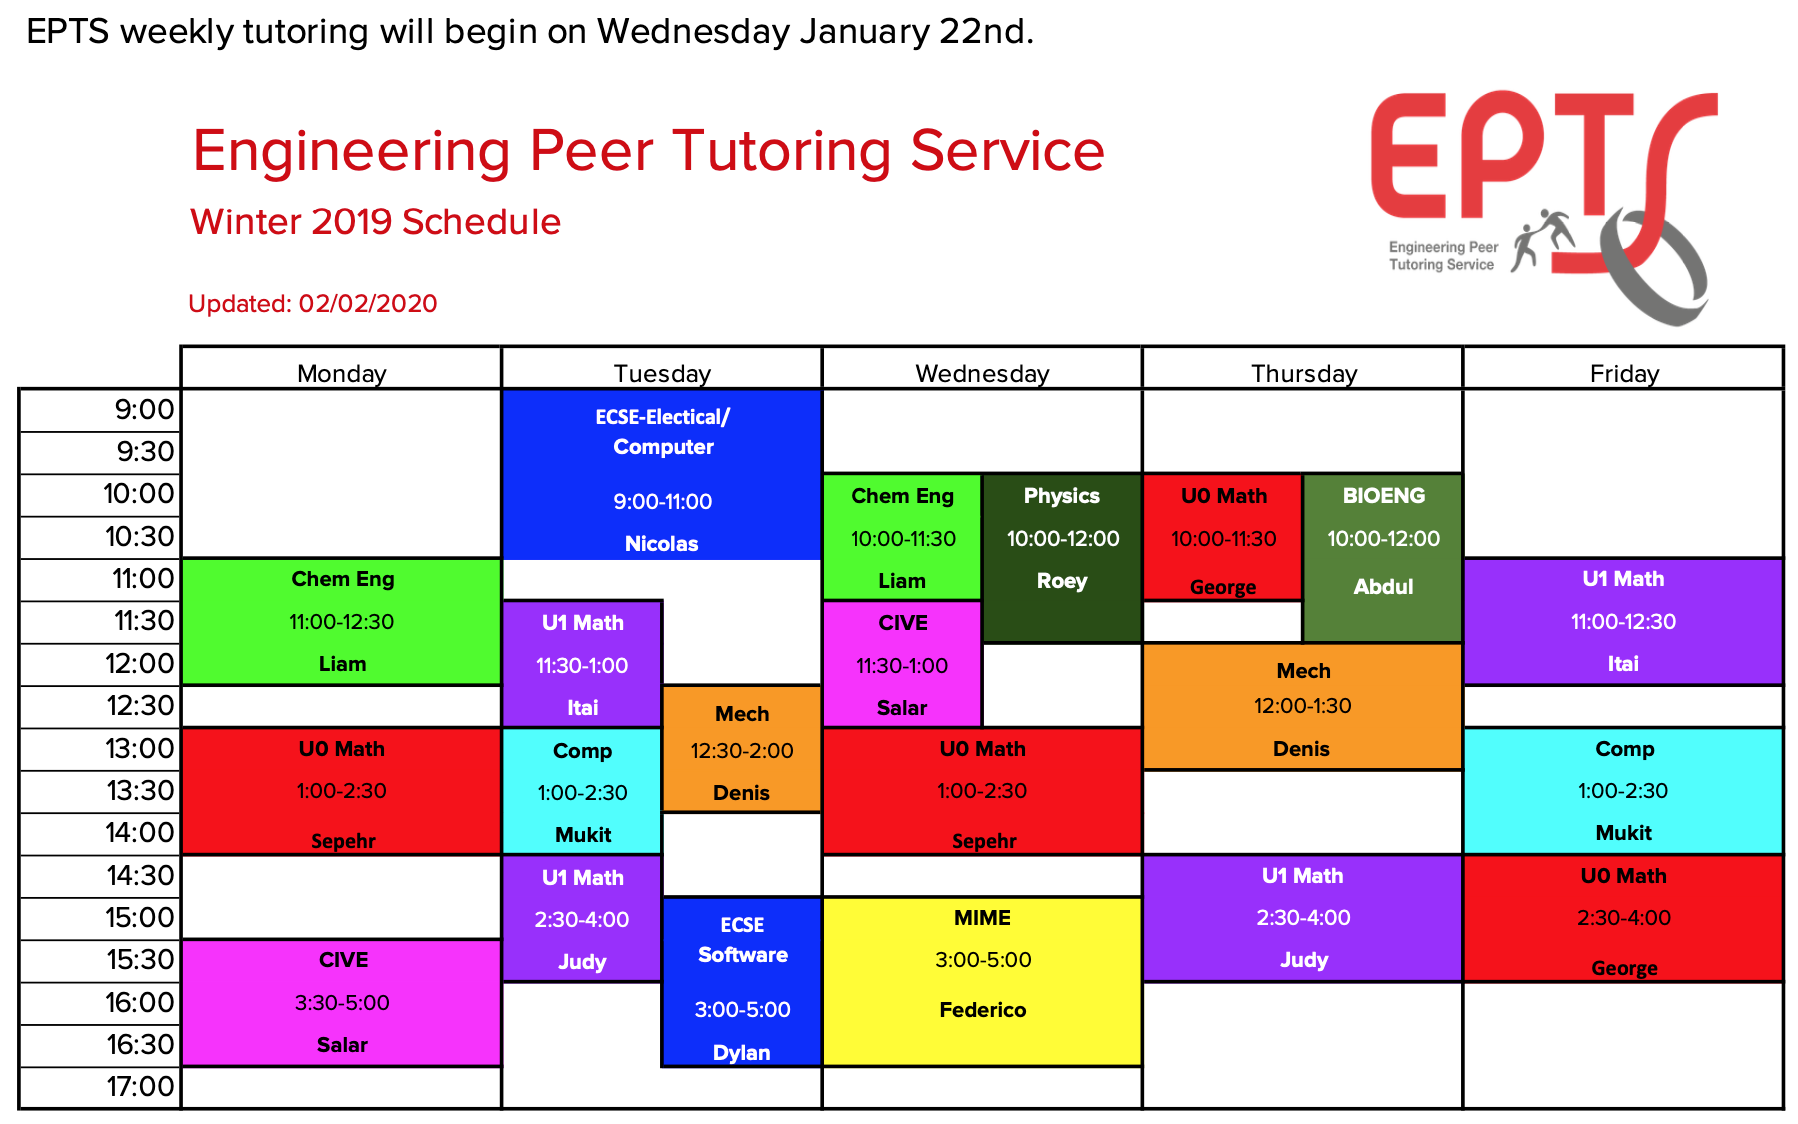 EPTS weekly tutoring will begin on Wednesday January 22nd.
Engineering Peer Tutoring Service
Winter 2019 Schedule
Updated: 02/02/2020
EPTS
Engineering Peer
Tutoring Service
Monday
Tuesday
Wednesday
Thursday
Friday
9:00
9:30
10:00
10:30
11:00
11:30
12:00
12:30
13:00
13:30
14:00
14:30
15:00
15:30
16:00
16:30
17:00
Chem Eng
11:00-12:30
Liam
U0 Math
1:00-2:30
Sepehr
CIVE
3:30-5:00
Salar
ECSE-Electical/
Computer
9:00-11:00
Nicolas
U1 Math
11:30-1:00
Itai
Mech
12:30-2:00
Denis
Comp
1:00-2:30
Mukit
U1 Math
2:30-4:00
Judy
ECSE
Software
3:00-5:00
Dylan
Chem Eng
10:00-11:30
Liam
Physics
10:00-12:00
Roey
CIVE
11:30-1:00
Salar
U0 Math
1:00-2:30
Sepehr
MIME
3:00-5:00
Federico
U0 Math
10:00-11:30
George
BIOENG
10:00-12:00
Abdul
Mech
12:00-1:30
Denis
U1 Math
2:30-4:00
Judy
U1 Math
11:00-12:30
Itai
Comp
1:00-2:30
Mukit
U0 Math
2:30-4:00
George